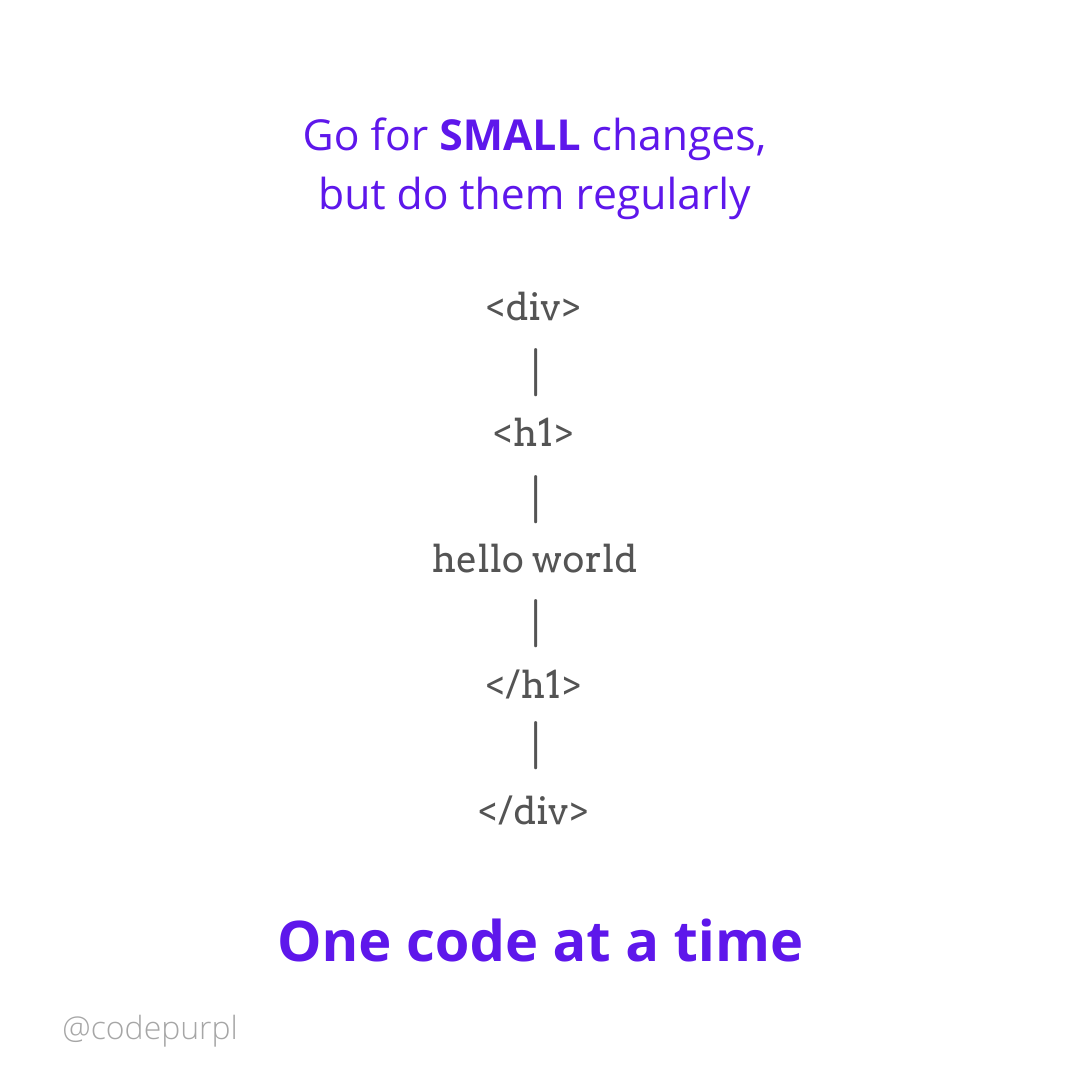 Go for SMALL changes,
but do them regularly
<div>
<h1>
hello world
</h1>
</div>
One code at a time
@codepurpl